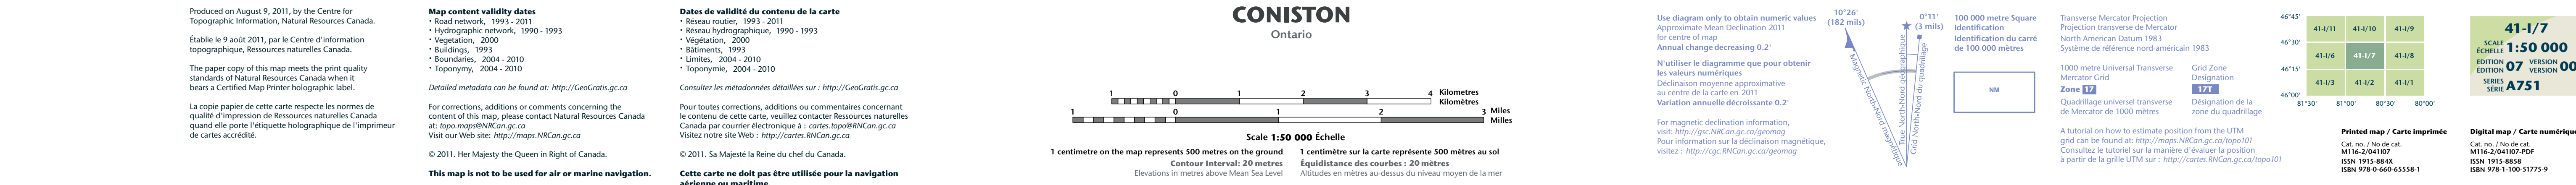 Produced on August 9, 2011, by the Centre for
Topographic Information, Natural Resources Canada.
Établie le 9 août 2011, par le Centre d'information
topographique, Ressources naturelles Canada.
The paper copy of this map meets the print quality
standards of Natural Resources Canada when it
bears a Certified Map Printer holographic label.
La copie papier de cette carte respecte les normes de
qualité d'impression de Ressources naturelles Canada
quand elle porte l'étiquette holographique de l'imprimeur
de cartes accrédité.
Map content validity dates
• Road network, 1993 - 2011
• Hydrographic network, 1990 - 1993
• Vegetation, 2000
• Buildings, 1993
• Boundaries, 2004 - 2010
• Toponymy, 2004 - 2010
Detailed metadata can be found at: http://GeoGratis.gc.ca
For corrections, additions or comments concerning the
content of this map, please contact Natural Resources Canada
at: topo.maps@NRCan.gc.ca
Visit our Web site: http://maps.NRCan.gc.ca
© 2011. Her Majesty the Queen in Right of Canada.
This map is not to be used for air or marine navigation.
Dates de validité du contenu de la carte
• Réseau routier, 1993 - 2011
• Réseau hydrographique, 1990 - 1993
• Végétation, 2000
• Bâtiments, 1993
• Limites, 2004 - 2010
• Toponymie, 2004 - 2010
Consultez les métadonnées détaillées sur : http://GeoGratis.gc.ca
Pour toutes corrections, additions ou commentaires concernant
le contenu de cette carte, veuillez contacter Ressources naturelles
Canada par courrier électronique à : cartes.topo@RNCan.gc.ca
Visitez notre site Web : http://cartes.RNCan.gc.ca
© 2011. Sa Majesté la Reine du chef du Canada.
Cette carte ne doit pas être utilisée pour la navigation
aérienne ou maritime.
CONISTON
Ontario
1 0 1 2 3 4 Kilometres
Kilomètres
1 0 1 2 3 Miles
Milles
Scale 1:50 000 Échelle
1 centimetre on the map represents 500 metres on the ground
Contour Interval: 20 metres
Elevations in metres above Mean Sea Level
1 centimètre sur la carte représente 500 mètres au sol
Équidistance des courbes : 20 mètres
Altitudes en mètres au-dessus du niveau moyen de la mer
Use diagram only to obtain numeric values
Approximate Mean Declination 2011
for centre of map
Annual change decreasing 0.2'
N'utiliser le diagramme que pour obtenir
les valeurs numériques
Déclinaison moyenne approximative
au centre de la carte en 2011
Variation annuelle décroissante 0.2'
For magnetic declination information,
visit: http://gsc.NRCan.gc.ca/geomag
Pour information sur la déclinaison magnétique,
visitez : http://cgc.RNCan.gc.ca/geomag
10°26'
(182 mils)
0°11'
(3 mils)
Magnetic North•Nord magnétique
True North•Nord géographique
Grid North•Nord du quadrillage
100 000 metre Square
Identification
Identification du carré
de 100 000 mètres
NM
Transverse Mercator Projection
Projection transverse de Mercator
North American Datum 1983
Système de référence nord-américain 1983
1000 metre Universal Transverse
Mercator Grid
Zone 17
Quadrillage universel transverse
de Mercator de 1000 mètres
Grid Zone
Designation
17T
Désignation de la
zone du quadrillage
A tutorial on how to estimate position from the UTM
grid can be found at: http://maps.NRCan.gc.ca/topo101
Consultez le tutoriel sur la manière d'évaluer la position
à partir de la grille UTM sur : http://cartes.RNCan.gc.ca/topo101
46°45'
41-I/11 41-I/10 41-I/9
46°30'
41-I/6 41-I/7 41-I/8
46°15'
41-I/3 41-I/2 41-I/1
46°00'
81°30' 81°00' 80°30' 80°00'
Printed map / Carte imprimée
Cat. no. / No de cat.
M116-2/041I07
ISSN 1915-884X
ISBN 978-0-660-65558-1
41-I/7
SCALE
ÉCHELLE 1:50 000
EDITION
ÉDITION 07 VERSION
VERSION 00
SERIES
SÉRIE A751
Digital map / Carte numérique
Cat. no. / No de cat.
M116-2/041I07-PDF
ISSN 1915-8858
ISBN 978-1-100-51775-9